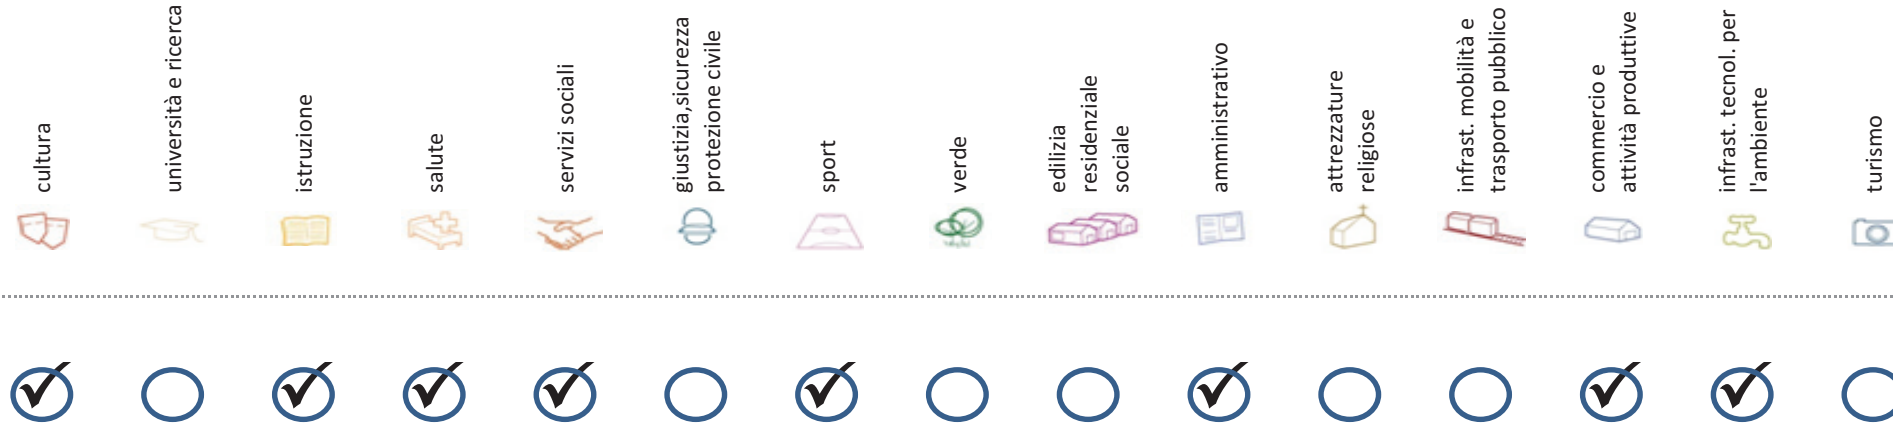 cultura
università e ricerca
istruzione
salute
servizi sociali
giustizia,sicurezza
protezione civile
sport
verde
edilizia
residenziale
sociale
amministrativo
attrezzature
religiose
infrast. mobilità e
trasporto pubblico
commercio e
attività produttive
infrast. tecnol. per
l'ambiente
turismo